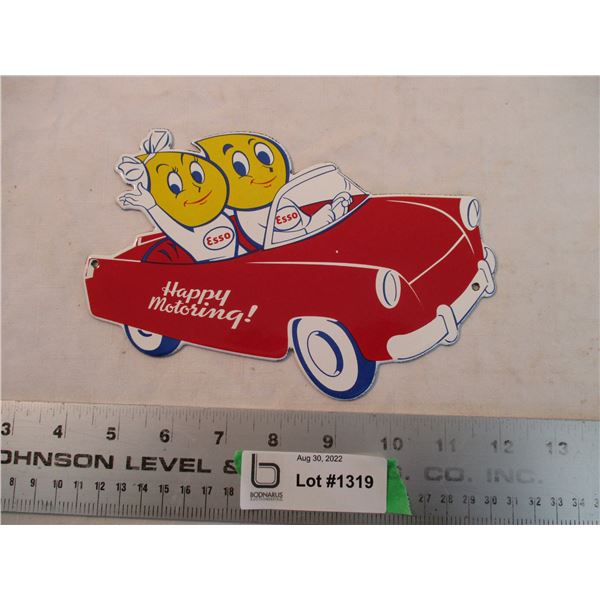 Esso
Esso
Happy
Motoring!
3 4 5 6 7 8 9 10 11 12 13
OHNSON LEVEL & CO. INC.
8 9 10 11 12 13 14 15 16 17 18
27 28 29 30 31 32 33 34
Aug 30, 2022
Lot #1319
b
BODNARUS
AUCTIONEERING